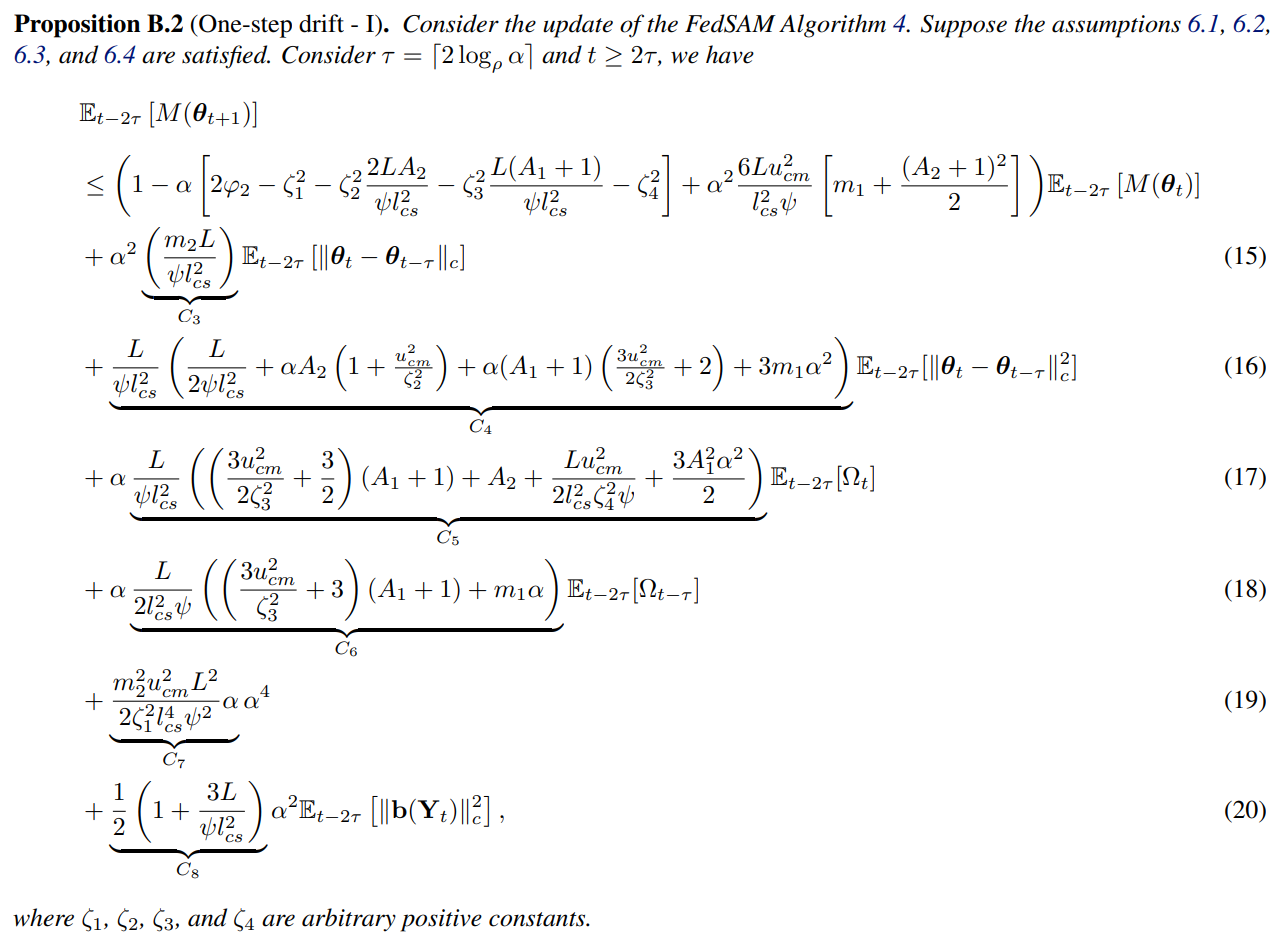 **Proposition B.2** (One-step drift - I). *Consider the update of the FedSAM Algorithm 4. Suppose the assumptions 6.1, 6.2,*
*6.3, and 6.4 are satisfied. Consider $\tau = \lceil 2 \log_\rho \alpha \rceil$ and $t \geq 2\tau$, we have*
$\mathbb{E}_{t-2\tau}[M(\boldsymbol{\theta}_{t+1})]$
$\leq \left(1 - \alpha\left[2\varphi_2 - \zeta_1^2 - \zeta_2^2 \frac{2LA_2}{\psi l_{cs}^2} - \zeta_3^2 \frac{L(A_1+1)}{\psi l_{cs}^2} - \zeta_4^2\right] + \alpha^2 \frac{6Lu_{cm}^2}{l_{cs}^2 \psi}\left[m_1 + \frac{(A_2+1)^2}{2}\right]\right)\mathbb{E}_{t-2\tau}[M(\boldsymbol{\theta}_t)]$
$+ \alpha^2 \underbrace{\left(\frac{m_2 L}{\psi l_{cs}^2}\right)}_{C_3} \mathbb{E}_{t-2\tau}[\|\boldsymbol{\theta}_t - \boldsymbol{\theta}_{t-\tau}\|_c]$ (15)
$+ \underbrace{\frac{L}{\psi l_{cs}^2}\left(\frac{L}{2\psi l_{cs}^2} + \alpha A_2\left(1 + \frac{u_{cm}^2}{\zeta_2^2}\right) + \alpha(A_1+1)\left(\frac{3u_{cm}^2}{2\zeta_3^2} + 2\right) + 3m_1\alpha^2\right)}_{C_4} \mathbb{E}_{t-2\tau}[\|\boldsymbol{\theta}_t - \boldsymbol{\theta}_{t-\tau}\|_c^2]$ (16)
$+ \alpha \underbrace{\frac{L}{\psi l_{cs}^2}\left(\left(\frac{3u_{cm}^2}{2\zeta_3^2} + \frac{3}{2}\right)(A_1+1) + A_2 + \frac{Lu_{cm}^2}{2l_{cs}^2\zeta_4^2\psi} + \frac{3A_1^2\alpha^2}{2}\right)}_{C_5} \mathbb{E}_{t-2\tau}[\Omega_t]$ (17)
$+ \alpha \underbrace{\frac{L}{2l_{cs}^2\psi}\left(\left(\frac{3u_{cm}^2}{\zeta_3^2} + 3\right)(A_1+1) + m_1\alpha\right)}_{C_6} \mathbb{E}_{t-2\tau}[\Omega_{t-\tau}]$ (18)
$+ \underbrace{\frac{m_2^2 u_{cm}^2 L^2}{2\zeta_1^2 l_{cs}^4 \psi^2}\alpha}_{C_7} \alpha^4$ (19)
$+ \underbrace{\frac{1}{2}\left(1 + \frac{3L}{\psi l_{cs}^2}\right)}_{C_8} \alpha^2 \mathbb{E}_{t-2\tau}\left[\|\mathbf{b}(\mathbf{Y}_t)\|_c^2\right],$ (20)
*where $\zeta_1$, $\zeta_2$, $\zeta_3$, and $\zeta_4$ are arbitrary positive constants.*